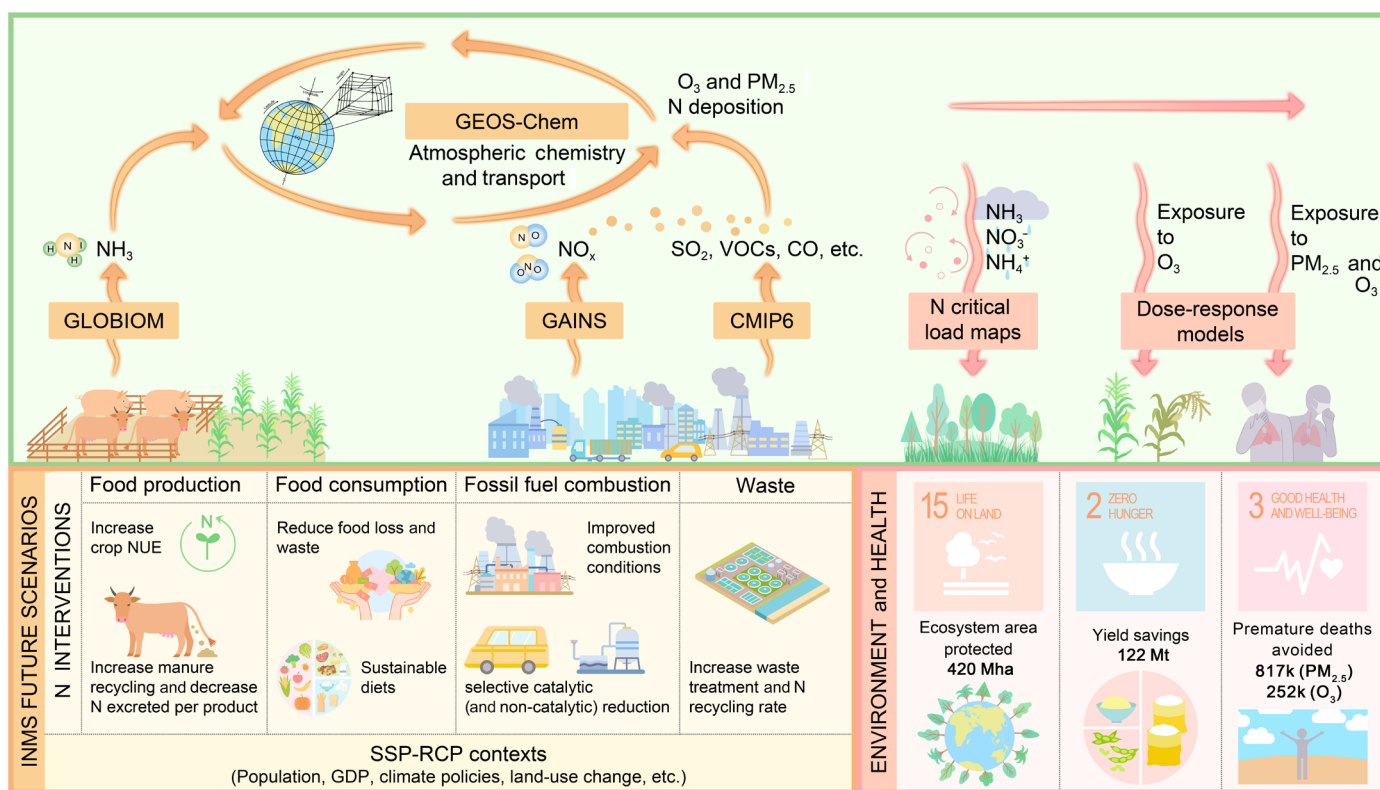 O3 and PM2.5
N deposition
GEOS-Chem
Atmospheric chemistry
and transport
H N H
H
NH3
N O
O N O
NOx
SO2, VOCs, CO, etc.
GLOBIOM
GAINS
CMIP6
NH3
NO3-
NH4+
N critical
load maps
Exposure
to
O3
Exposure
to
PM2.5 and
O3
Dose-response
models
INMS FUTURE SCENARIOS
N INTERVENTIONS
Food production
Increase
crop NUE
N
Increase manure
recycling and decrease
N excreted per product
Food consumption
Reduce food loss and
waste
Sustainable
diets
Fossil fuel combustion
Improved
combustion
conditions
selective catalytic
(and non-catalytic) reduction
Waste
Increase waste
treatment and N
recycling rate
SSP-RCP contexts
(Population, GDP, climate policies, land-use change, etc.)
ENVIRONMENT and HEALTH
15 LIFE
ON LAND
Ecosystem area
protected
420 Mha
2 ZERO
HUNGER
Yield savings
122 Mt
3 GOOD HEALTH
AND WELL-BEING
Premature deaths
avoided
817k (PM2.5)
252k (O3)